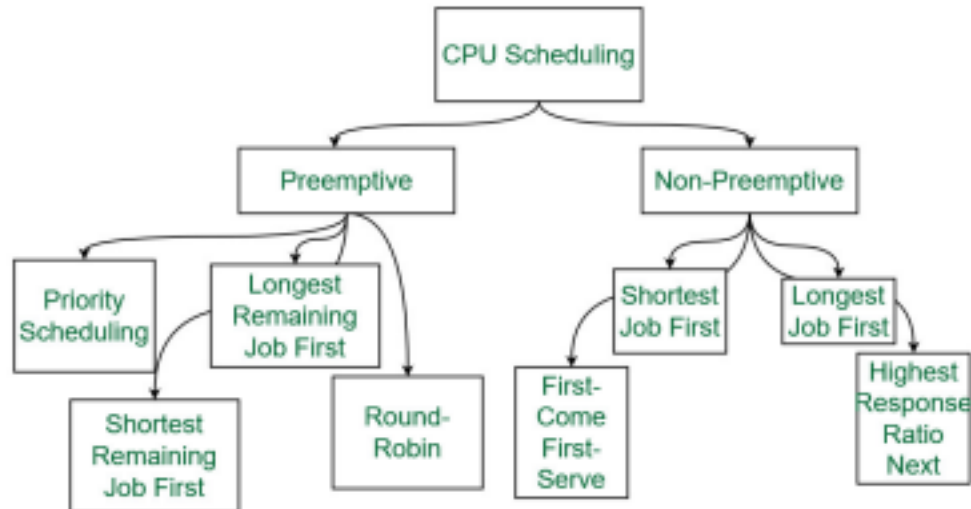 CPU Scheduling
Preemptive
Non-Preemptive
Priority
Scheduling
Longest
Remaining
Job First
Shortest
Job First
Longest
Job First
Shortest
Remaining
Job First
Round-
Robin
First-
Come
First-
Serve
Highest
Response
Ratio
Next